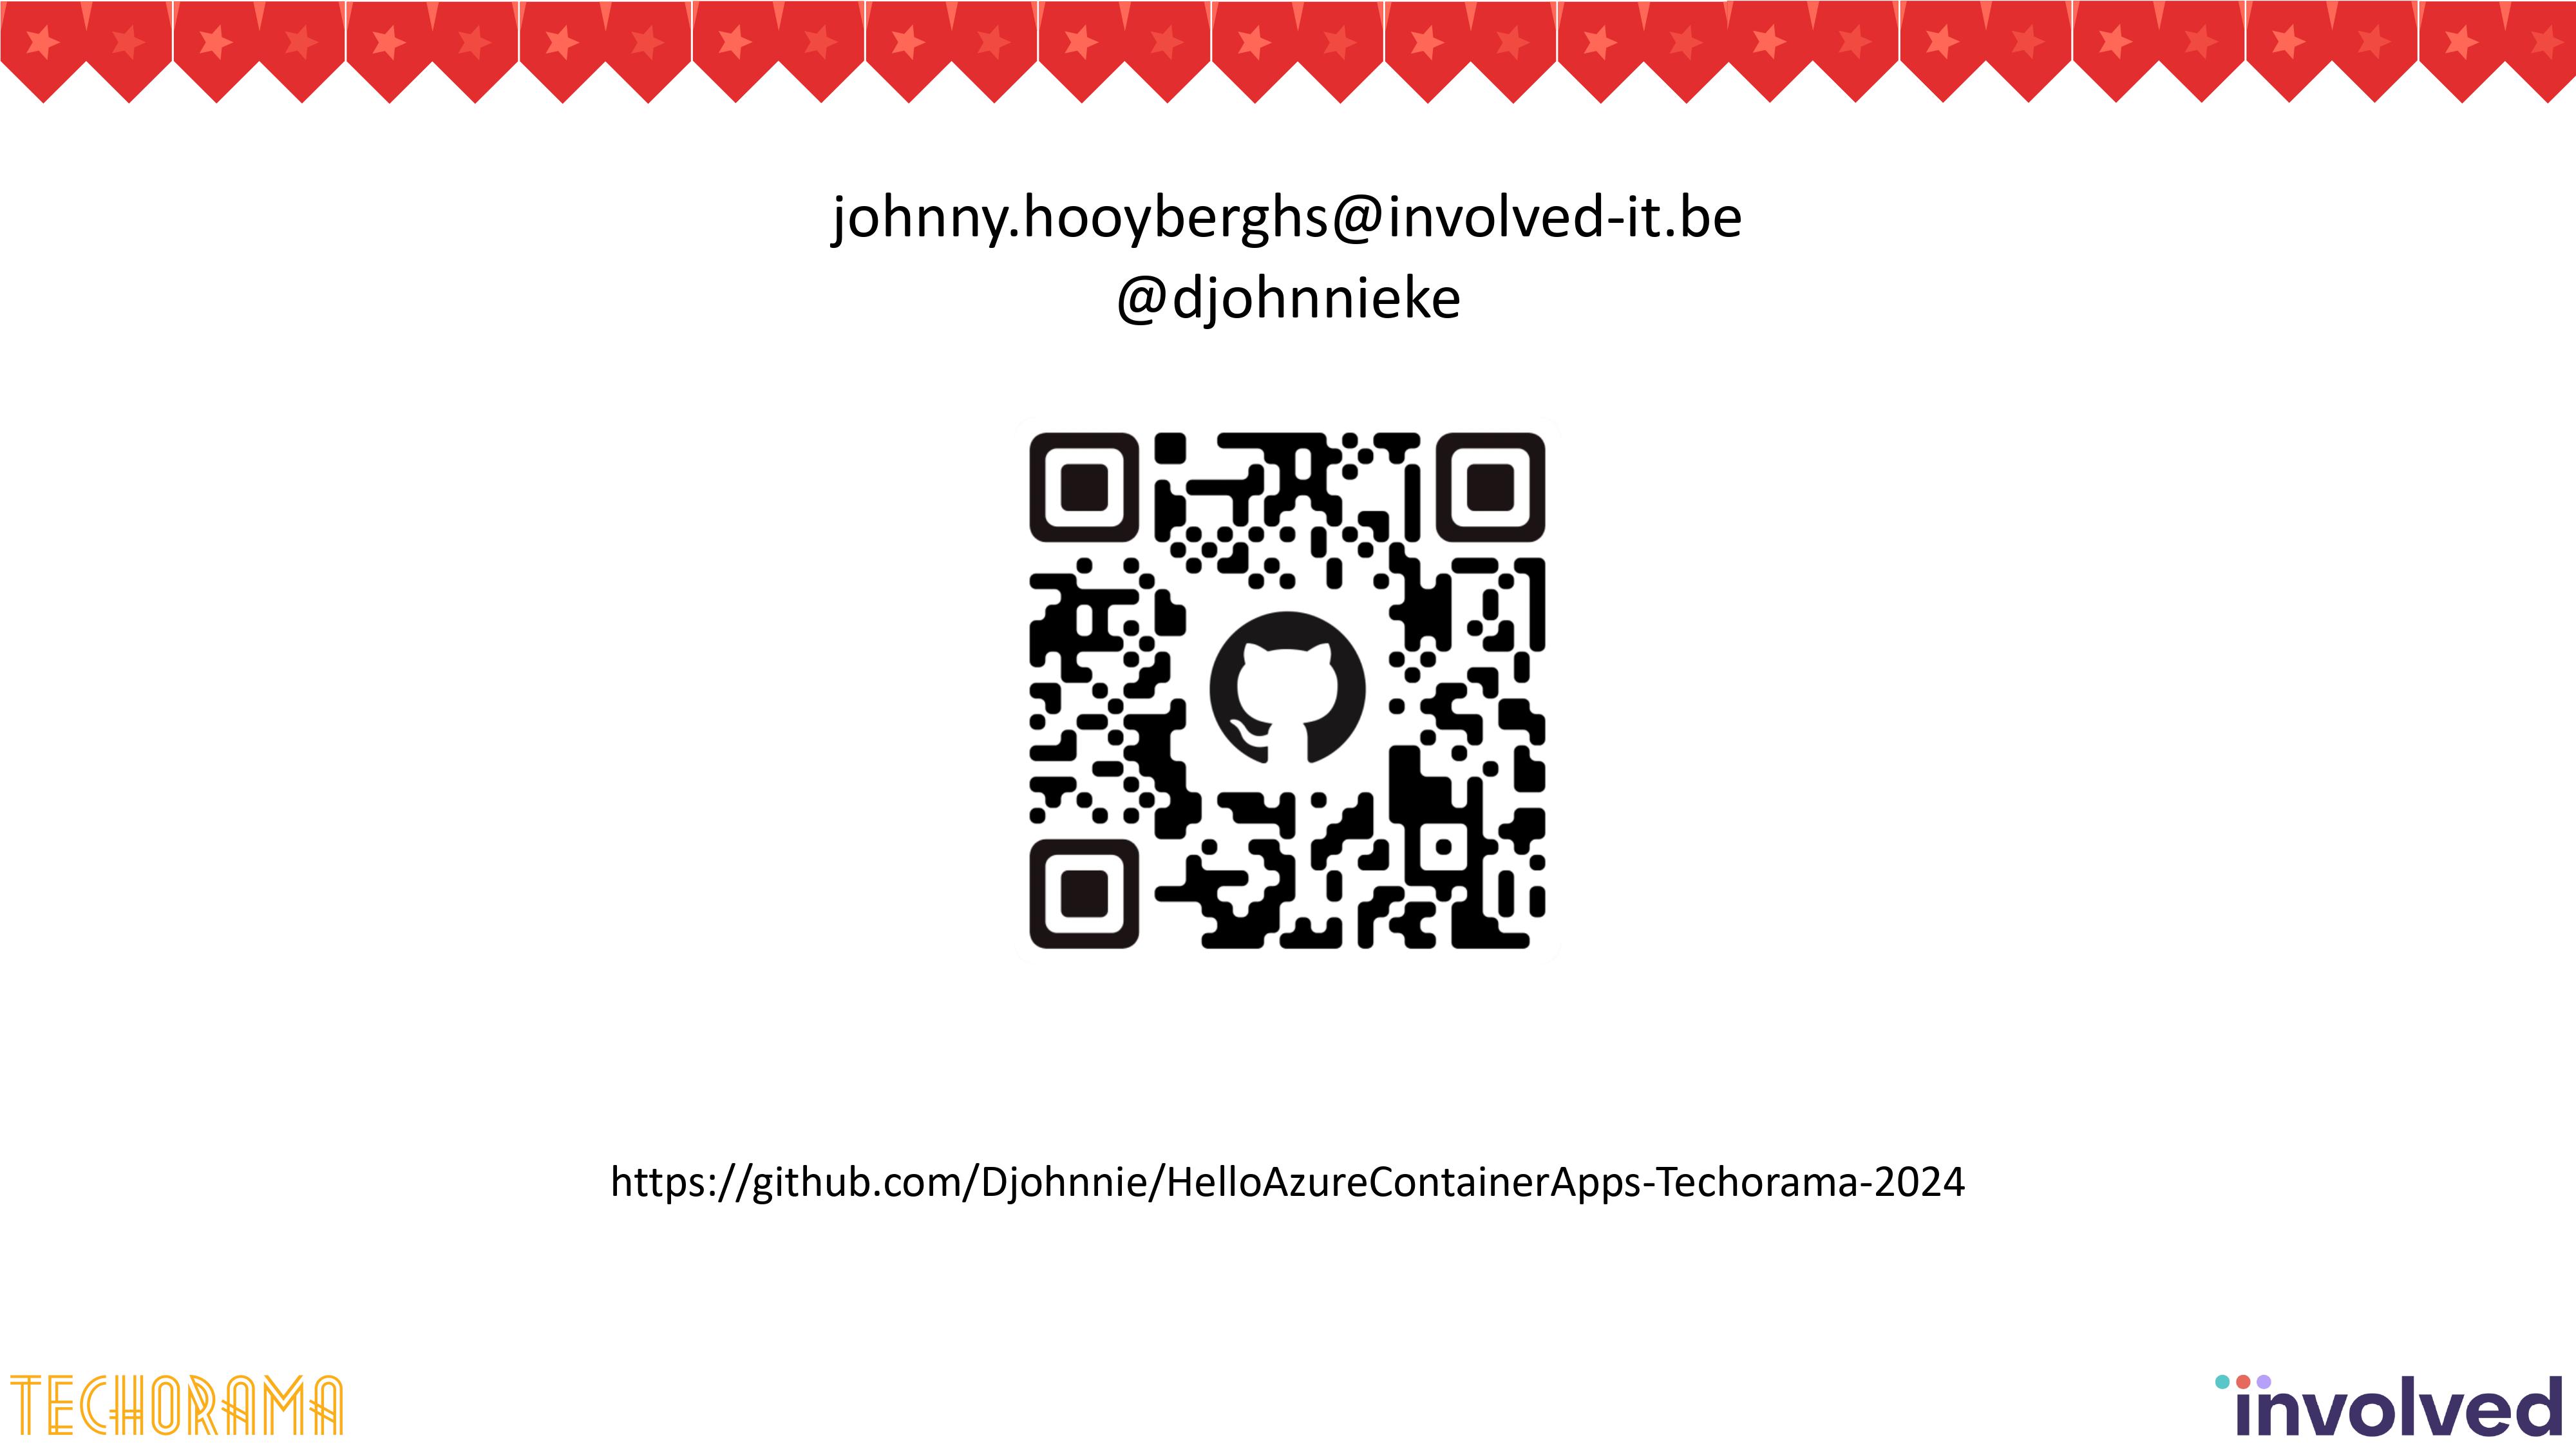 johnny.hooyberghs@involved-it.be
@djohnnieke
https://github.com/Djohnnie/HelloAzureContainerApps-Techorama-2024
TECHORAMA
involved